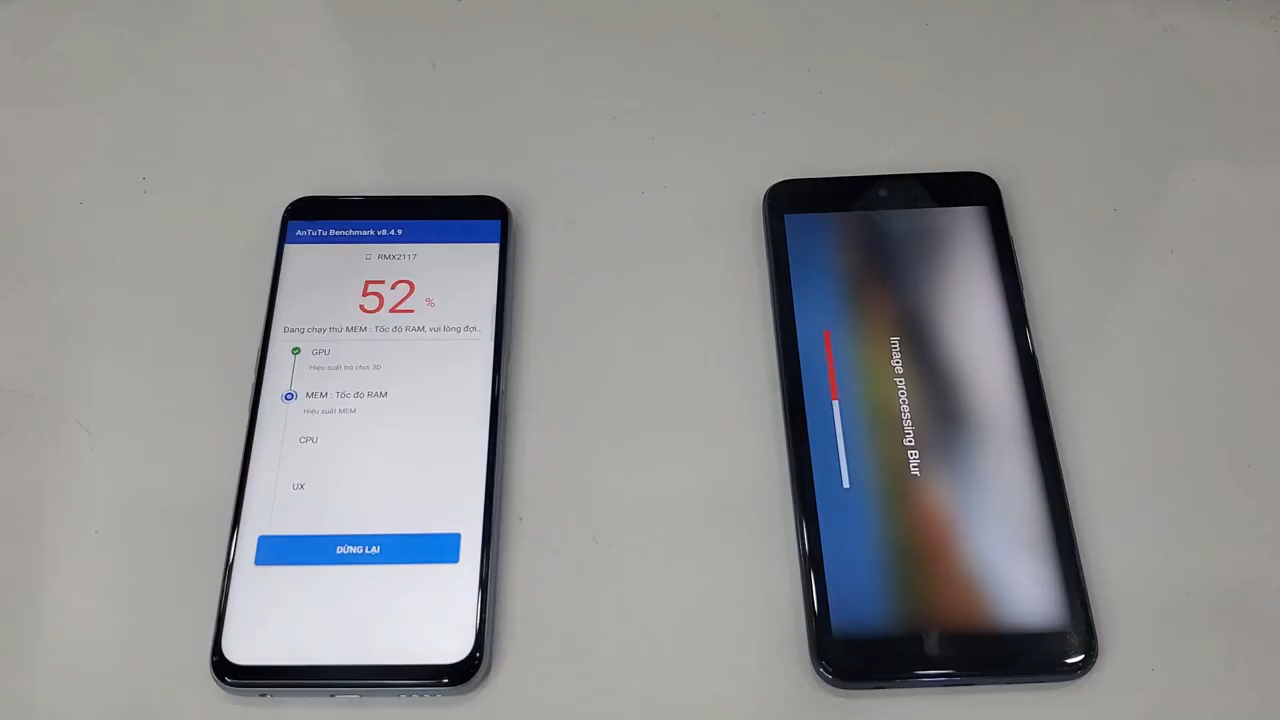 AnTuTu Benchmark v8.4.9
RMX2117
52 %
Đang chạy thử MEM : Tốc độ RAM, vui lòng đợi...
GPU
Hiệu suất trò chơi 3D
MEM : Tốc độ RAM
Hiệu suất MEM
CPU
UX
DỪNG LẠI
Image processing Blur